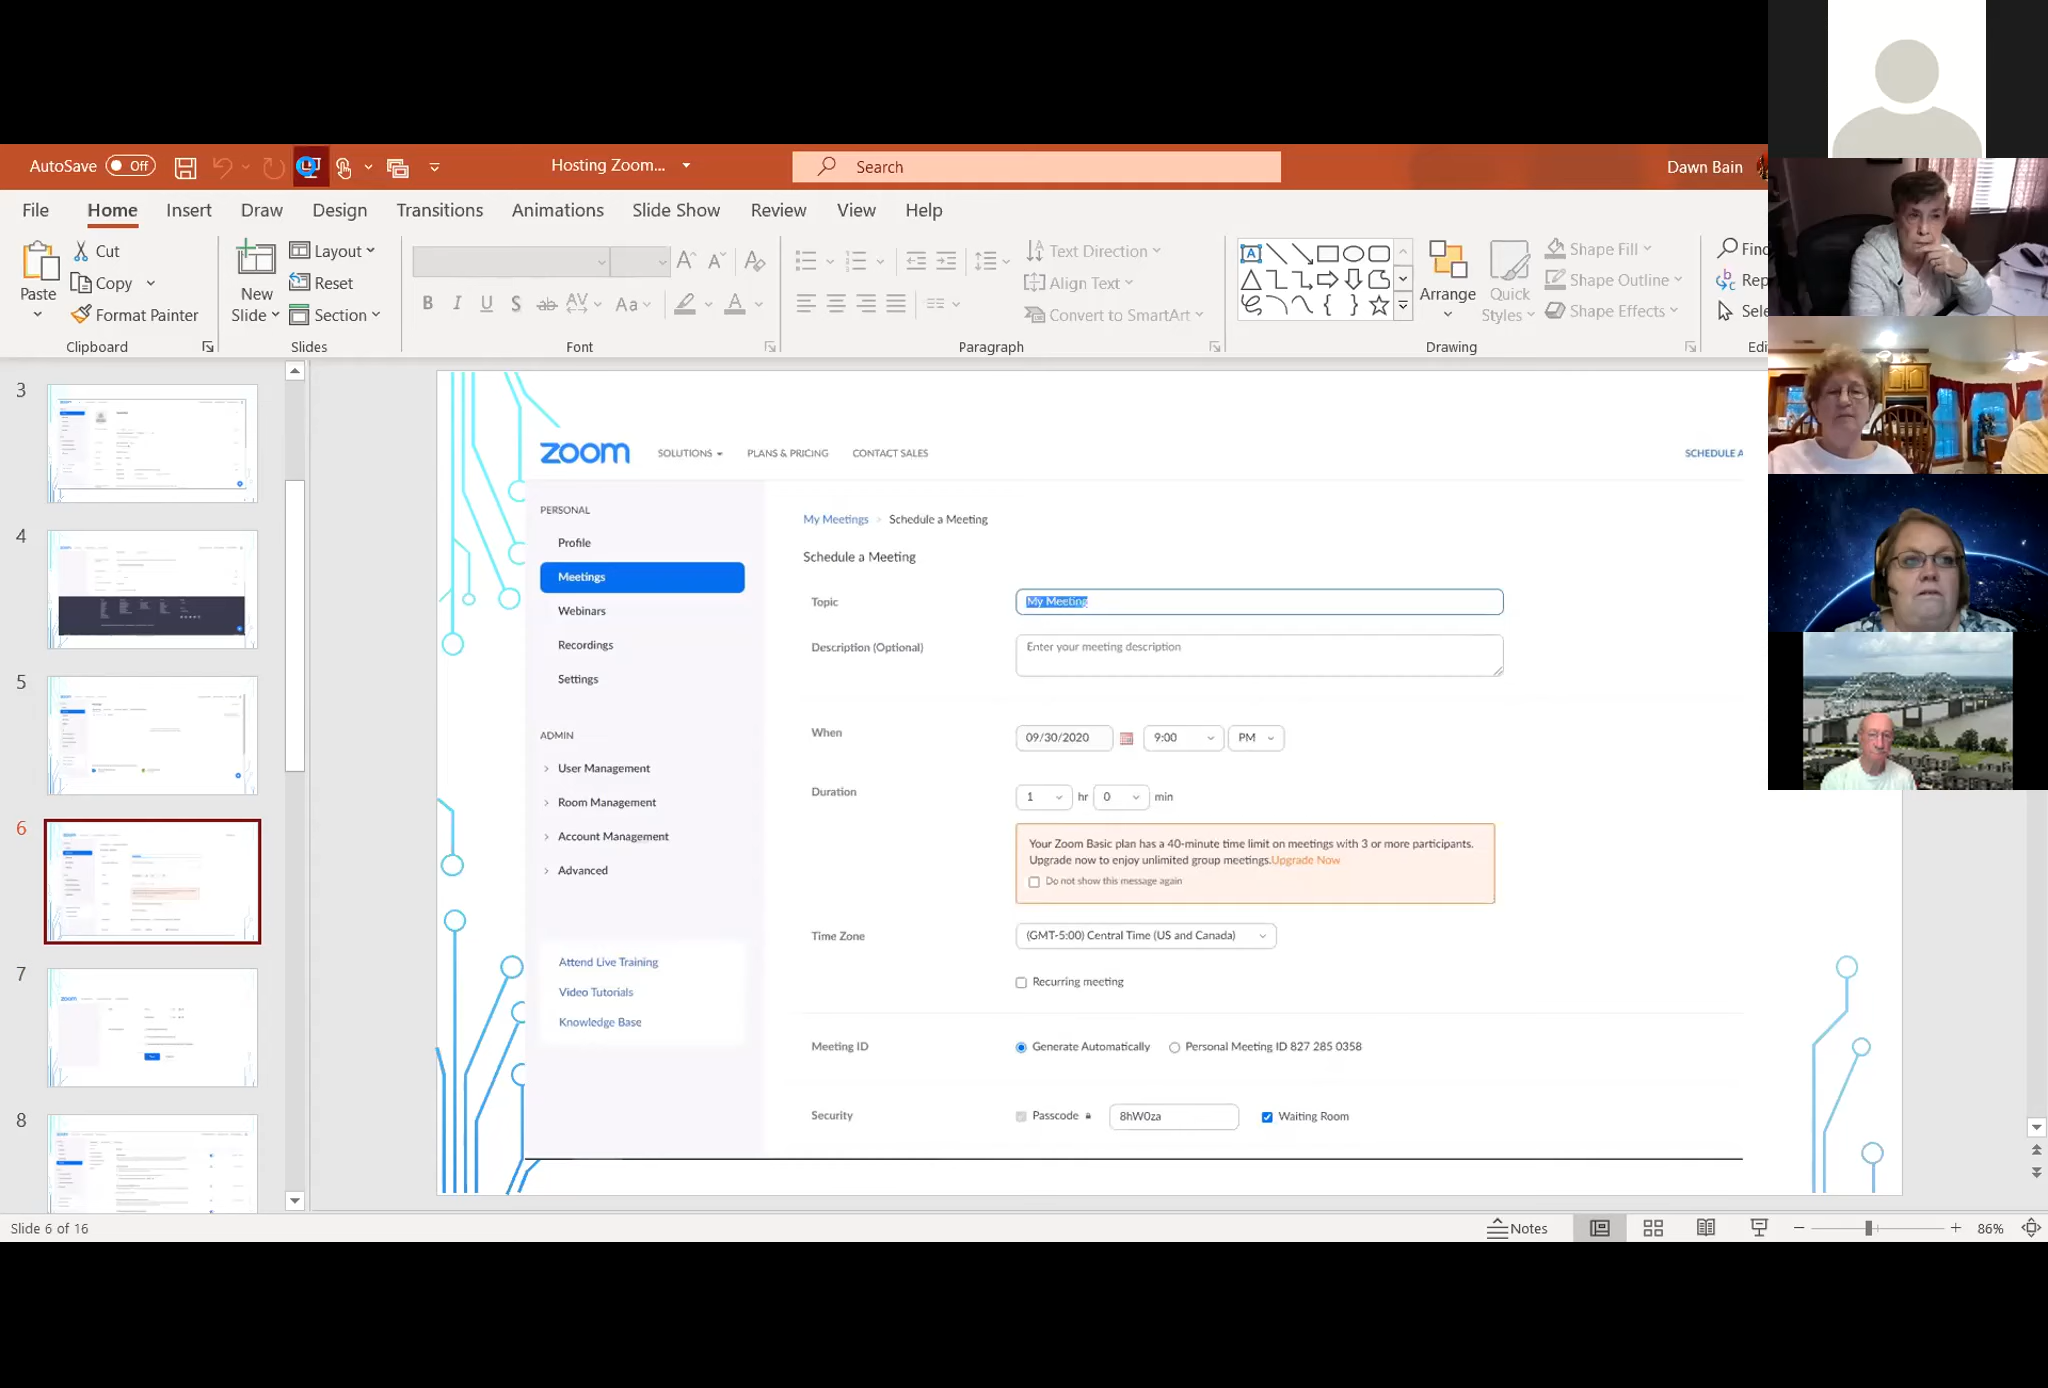 AutoSave Off
Hosting Zoom...
Search
Dawn Bain
File Home Insert Draw Design Transitions Animations Slide Show Review View Help
Paste
Cut
Copy
Format Painter
Clipboard
New
Slide
Layout
Reset
Section
Slides
B I U S ab AV Aa A
Font
Text Direction
Align Text
Convert to SmartArt
Paragraph
Arrange
Quick
Styles
Shape Fill
Shape Outline
Shape Effects
Drawing
Find
Rep
Sele
Edi
3
4
5
6
7
8
zoom SOLUTIONS PLANS & PRICING CONTACT SALES SCHEDULE A
PERSONAL
Profile
Meetings
Webinars
Recordings
Settings
ADMIN
User Management
Room Management
Account Management
Advanced
Attend Live Training
Video Tutorials
Knowledge Base
My Meetings > Schedule a Meeting
Schedule a Meeting
Topic My Meeting
Description (Optional) Enter your meeting description
When 09/30/2020 9:00 PM
Duration 1 hr 0 min
Your Zoom Basic plan has a 40-minute time limit on meetings with 3 or more participants.
Upgrade now to enjoy unlimited group meetings.Upgrade Now
Do not show this message again
Time Zone (GMT-5:00) Central Time (US and Canada)
Recurring meeting
Meeting ID Generate Automatically Personal Meeting ID 827 285 0358
Security Passcode 8hW0za Waiting Room
Slide 6 of 16
Notes
86%